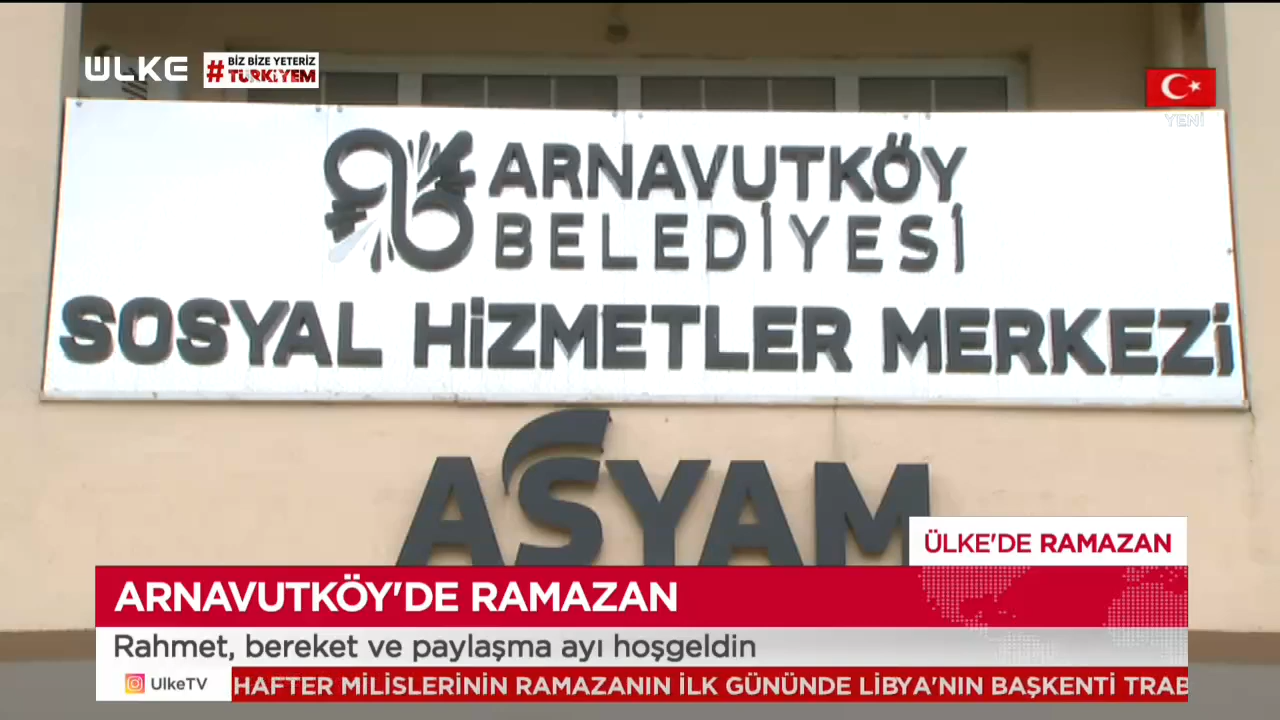 ÜLKE
#BİZ BİZE YETERİZ
TÜRKİYEM
YENİ
ARNAVUTKÖY
BELEDİYESİ
SOSYAL HİZMETLER MERKEZİ
ASYAM
ÜLKE'DE RAMAZAN
ARNAVUTKÖY'DE RAMAZAN
Rahmet, bereket ve paylaşma ayı hoşgeldin
UlkeTV
HAFTER MİLİSLERİNİN RAMAZANIN İLK GÜNÜNDE LİBYA'NIN BAŞKENTİ TRAB